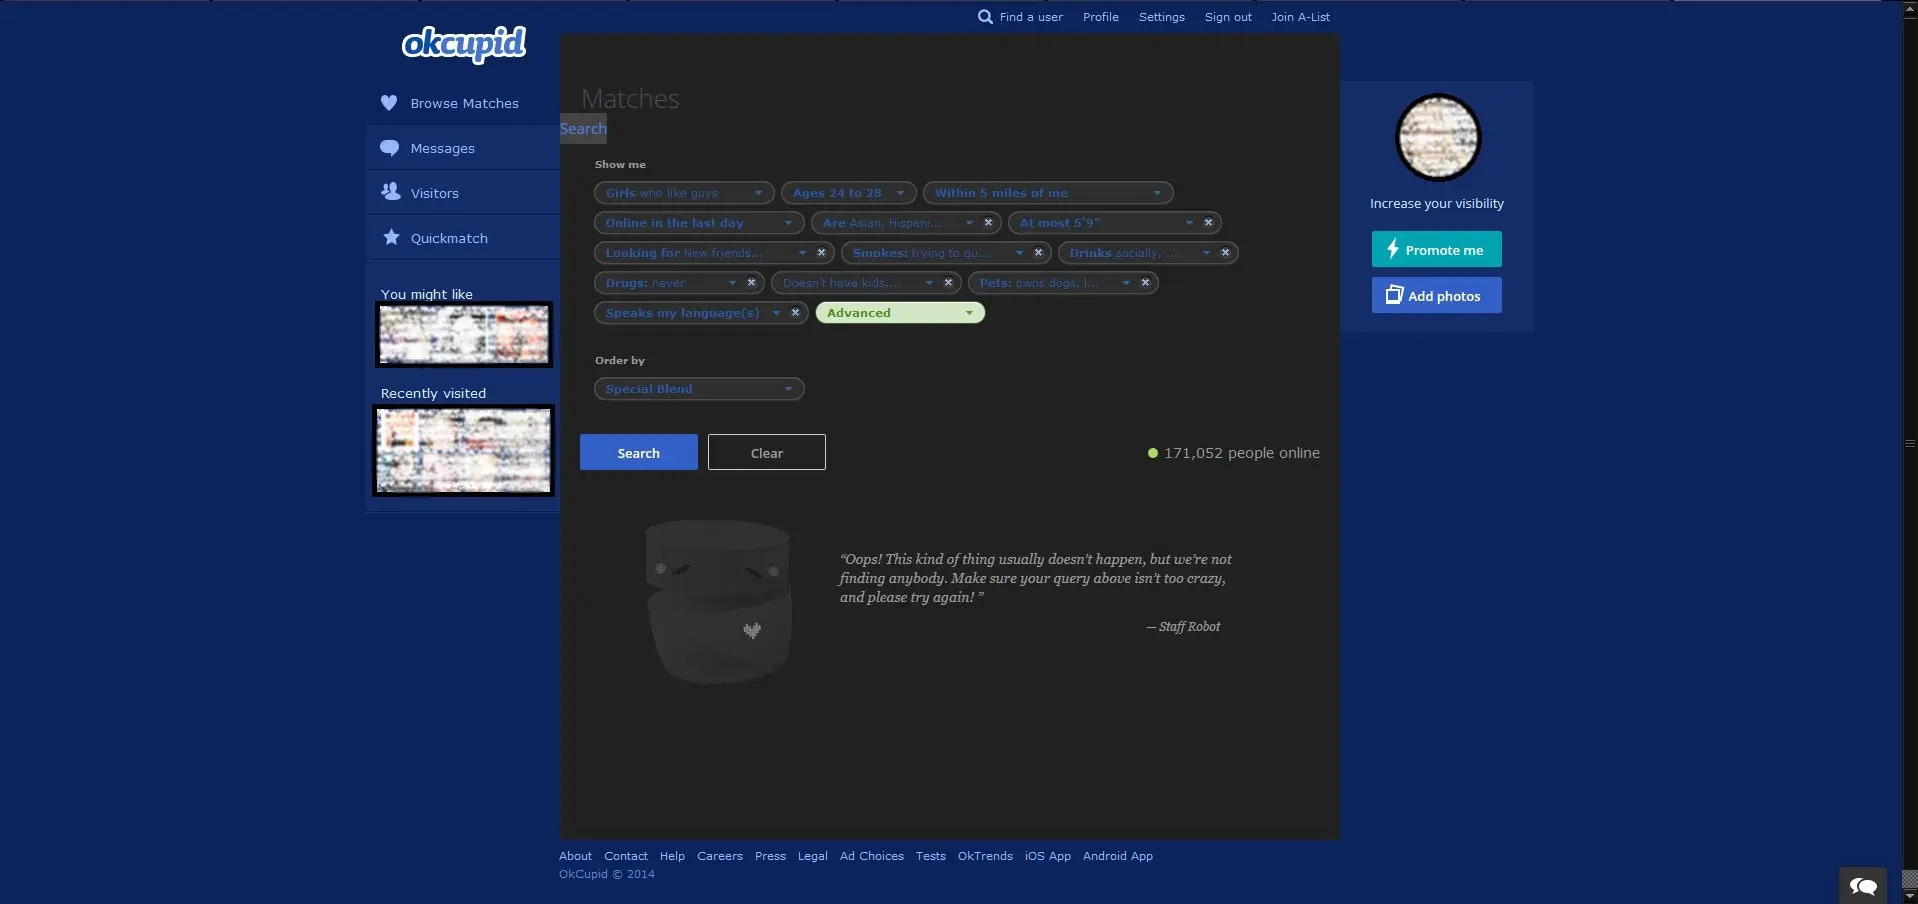 Find a user Profile Settings Sign out Join A-List
okcupid
Browse Matches
Messages
Visitors
Quickmatch
You might like
Recently visited
Matches
Search
Show me
Girls who like guys Ages 24 to 28 Within 5 miles of me
Online in the last day Are Asian, Hispani... At most 5'9"
Looking for New friends... Smokes: trying to qu... Drinks socially, ...
Drugs: never Doesn't have kids,... Pets: owns dogs, l...
Speaks my language(s) Advanced
Order by
Special Blend
Search Clear 171,052 people online
“Oops! This kind of thing usually doesn’t happen, but we’re not
finding anybody. Make sure your query above isn’t too crazy,
and please try again! ”
— Staff Robot
Increase your visibility
Promote me
Add photos
About Contact Help Careers Press Legal Ad Choices Tests OkTrends iOS App Android App
OkCupid © 2014